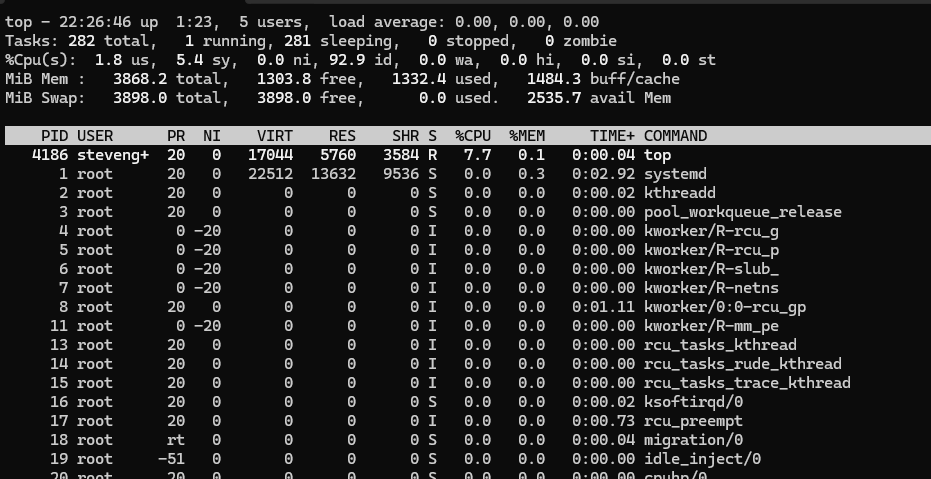 top - 22:26:46 up  1:23,  5 users,  load average: 0.00, 0.00, 0.00
Tasks: 282 total,   1 running, 281 sleeping,   0 stopped,   0 zombie
%Cpu(s):  1.8 us,  5.4 sy,  0.0 ni, 92.9 id,  0.0 wa,  0.0 hi,  0.0 si,  0.0 st
MiB Mem :   3868.2 total,   1303.8 free,   1332.4 used,   1484.3 buff/cache
MiB Swap:   3898.0 total,   3898.0 free,      0.0 used.   2535.7 avail Mem
PID USER      PR  NI    VIRT    RES    SHR S  %CPU  %MEM     TIME+ COMMAND
4186 steveng+  20   0   17044   5760   3584 R   7.7   0.1   0:00.04 top
1 root      20   0   22512  13632   9536 S   0.0   0.3   0:02.92 systemd
2 root      20   0       0      0      0 S   0.0   0.0   0:00.02 kthreadd
3 root      20   0       0      0      0 S   0.0   0.0   0:00.00 pool_workqueue_release
4 root       0 -20       0      0      0 I   0.0   0.0   0:00.00 kworker/R-rcu_g
5 root       0 -20       0      0      0 I   0.0   0.0   0:00.00 kworker/R-rcu_p
6 root       0 -20       0      0      0 I   0.0   0.0   0:00.00 kworker/R-slub_
7 root       0 -20       0      0      0 I   0.0   0.0   0:00.00 kworker/R-netns
8 root      20   0       0      0      0 I   0.0   0.0   0:01.11 kworker/0:0-rcu_gp
11 root       0 -20       0      0      0 I   0.0   0.0   0:00.00 kworker/R-mm_pe
13 root      20   0       0      0      0 I   0.0   0.0   0:00.00 rcu_tasks_kthread
14 root      20   0       0      0      0 I   0.0   0.0   0:00.00 rcu_tasks_rude_kthread
15 root      20   0       0      0      0 I   0.0   0.0   0:00.00 rcu_tasks_trace_kthread
16 root      20   0       0      0      0 S   0.0   0.0   0:00.02 ksoftirqd/0
17 root      20   0       0      0      0 I   0.0   0.0   0:00.73 rcu_preempt
18 root      rt   0       0      0      0 S   0.0   0.0   0:00.04 migration/0
19 root     -51   0       0      0      0 S   0.0   0.0   0:00.00 idle_inject/0
20 root      20   0       0      0      0 S   0.0   0.0   0:00.00 cpuhp/0